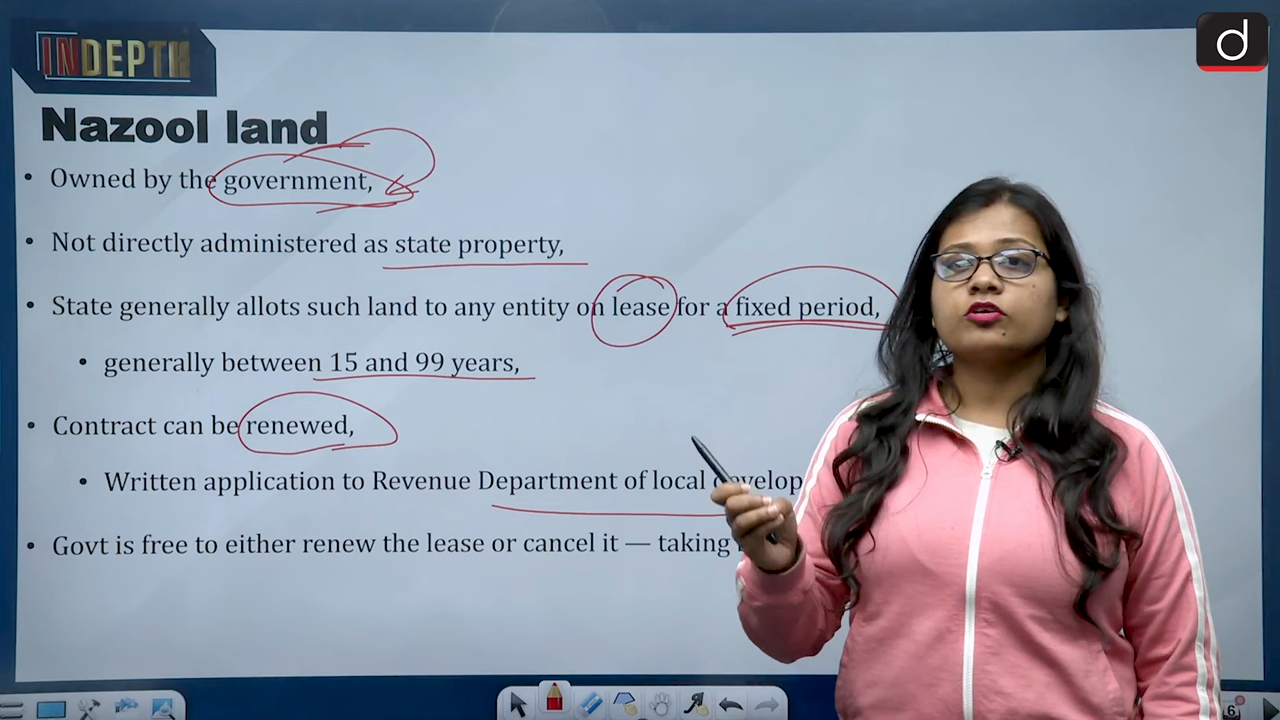 INDEPTH
d
Nazool land
• Owned by the government,
• Not directly administered as state property,
• State generally allots such land to any entity on lease for a fixed period,
• generally between 15 and 99 years,
• Contract can be renewed,
• Written application to Revenue Department of local
• Govt is free to either renew the lease or cancel it — taking